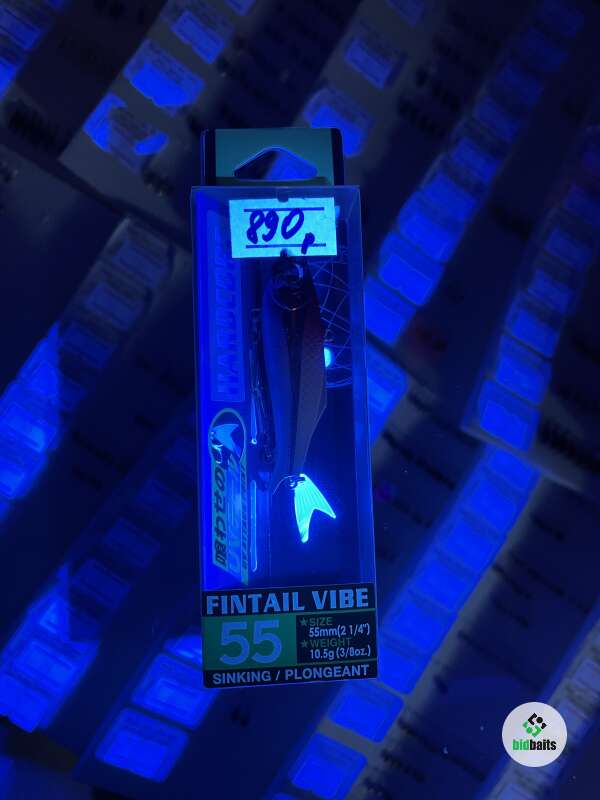 890 р
HARDCORE
FINTAIL VIBE
55
★SIZE
55mm(2 1/4")
★WEIGHT
10.5g (3/8oz.)
SINKING / PLONGEANT
bidbaits